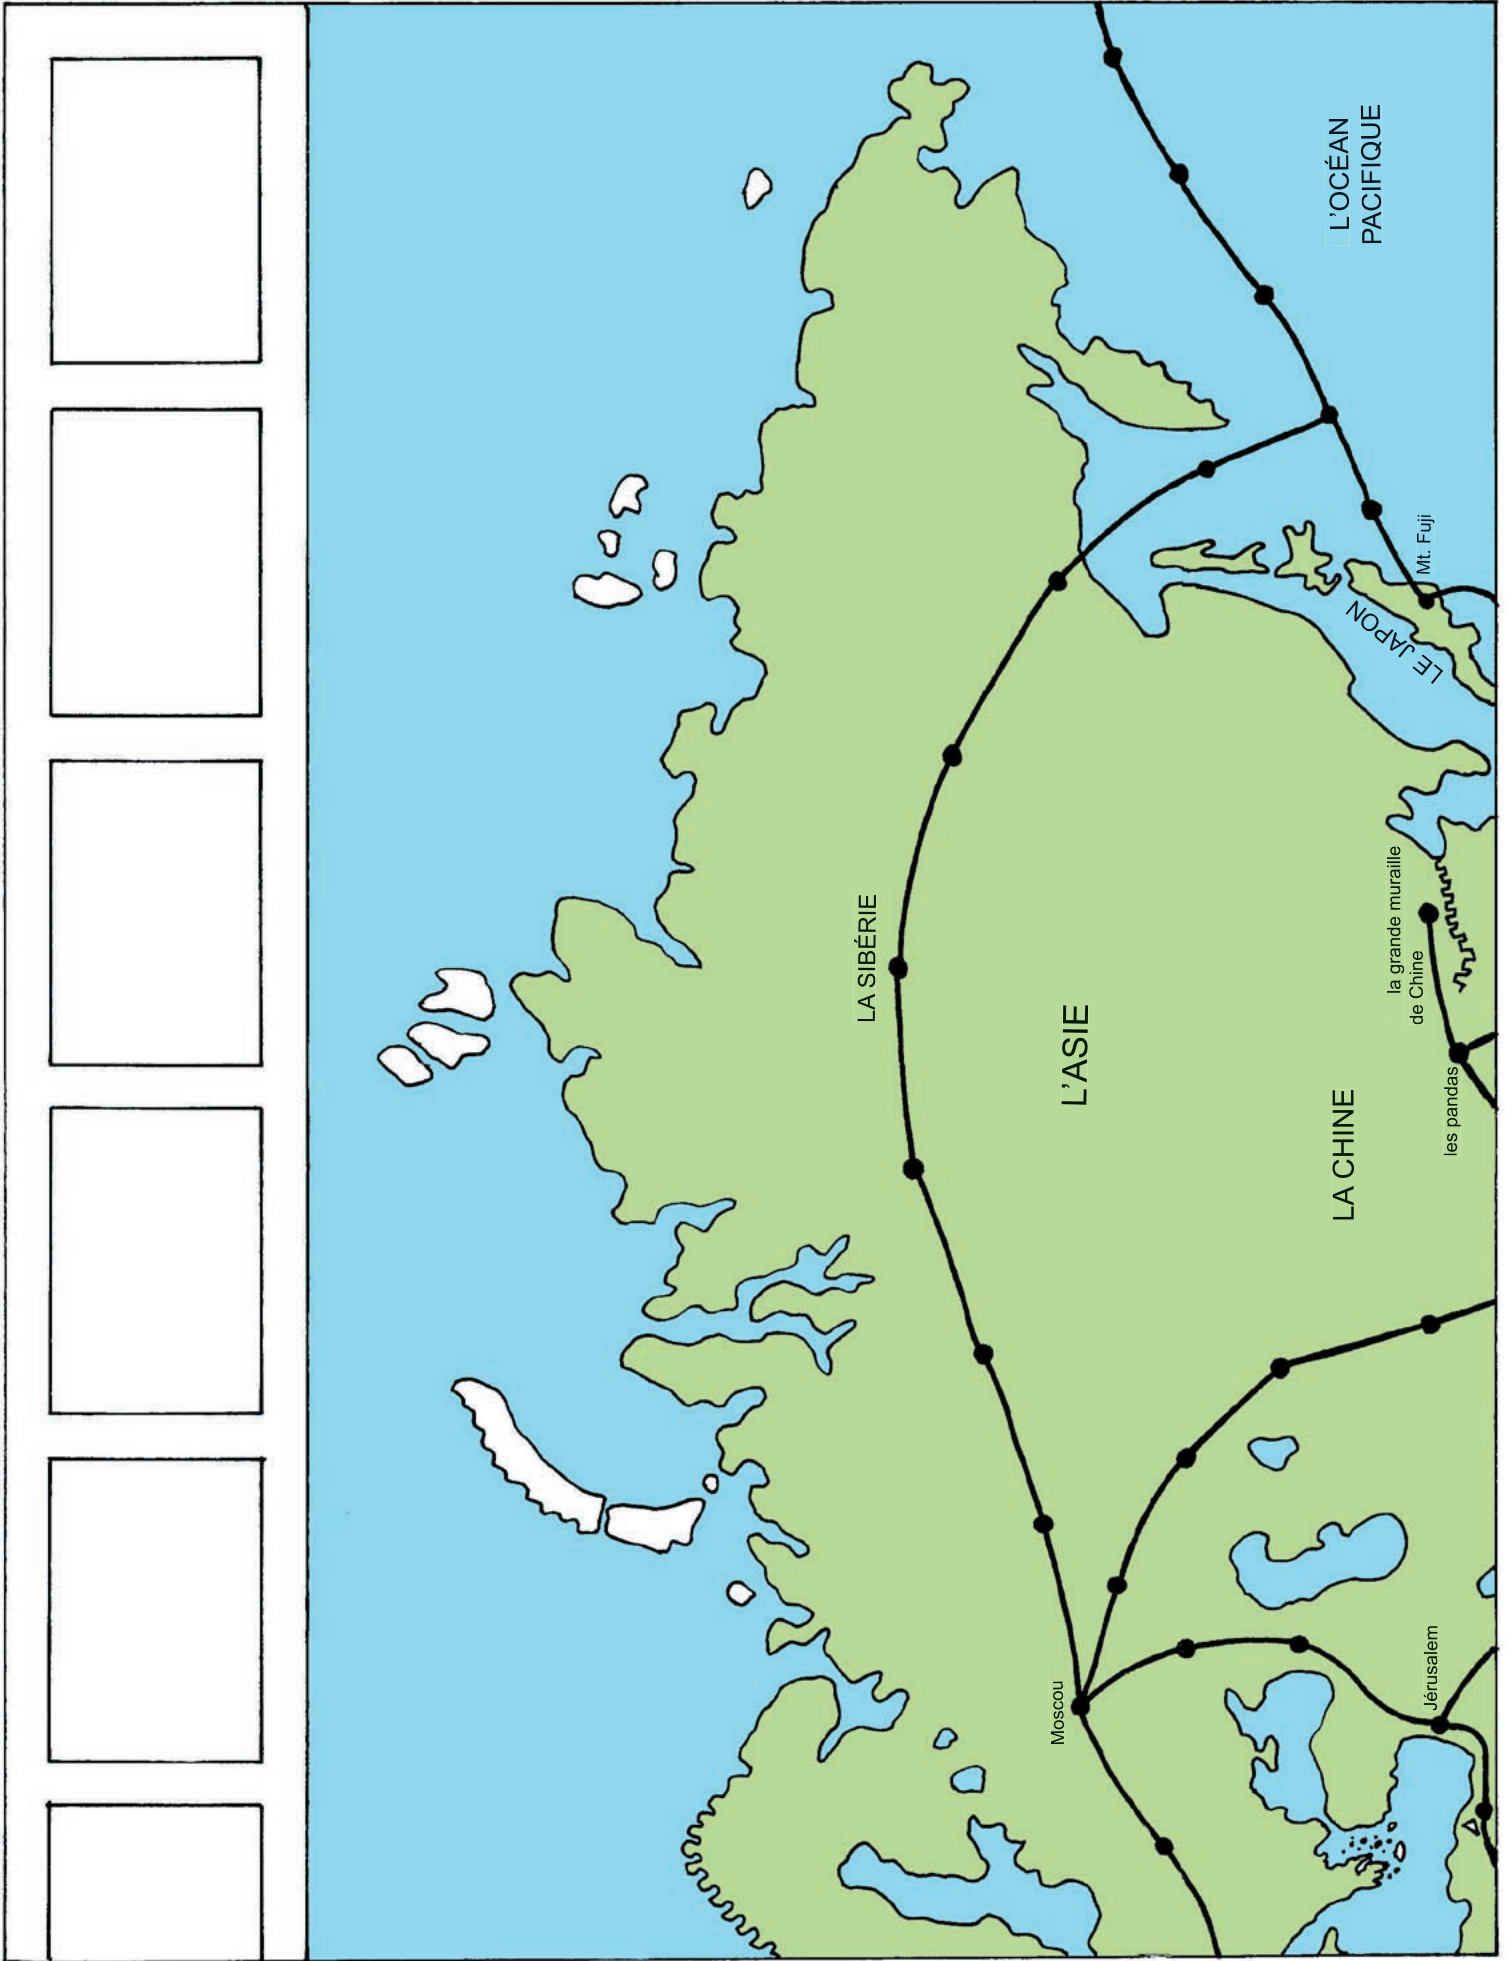 L'OCÉAN
PACIFIQUE
LA SIBÉRIE
L'ASIE
LA CHINE
LE JAPON
Mt. Fuji
la grande muraille
de Chine
les pandas
Moscou
Jérusalem